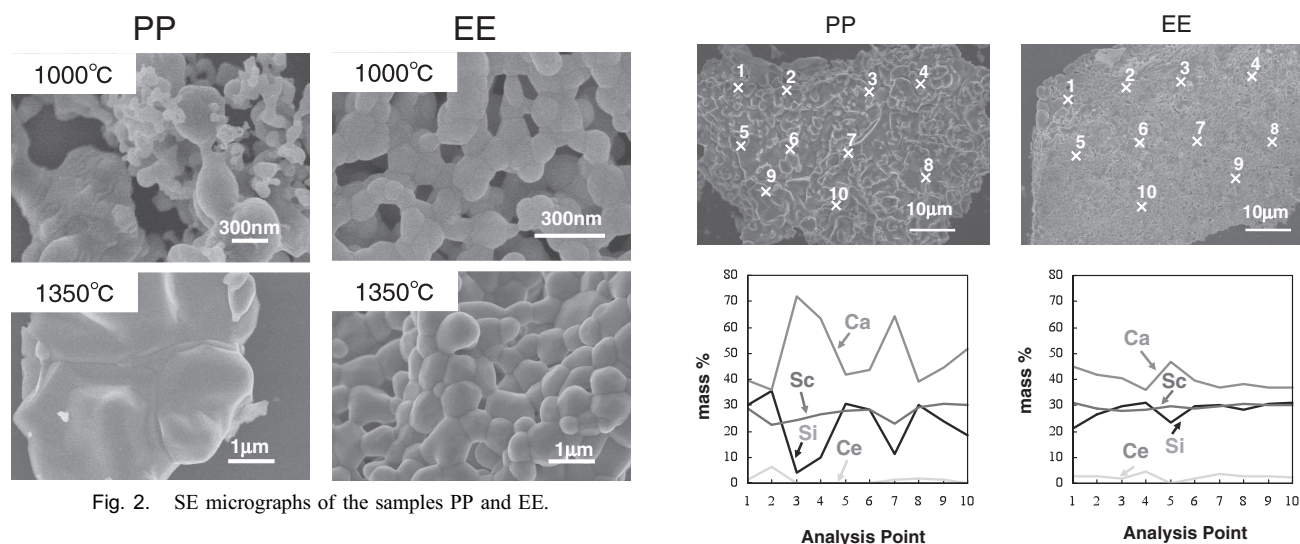 PP
EE
1000°C
1000°C
300nm
300nm
1350°C
1350°C
1μm
1μm
Fig. 2. SE micrographs of the samples PP and EE.
PP
EE
1
2
3
4
5
6
7
8
9
10
10μm
1
2
3
4
5
6
7
8
9
10
10μm
mass %
80
70
60
50
40
30
20
10
0
Ca
Sc
Si
Ce
1 2 3 4 5 6 7 8 9 10
Analysis Point
mass %
80
70
60
50
40
30
20
10
0
Ca
Sc
Si
Ce
1 2 3 4 5 6 7 8 9 10
Analysis Point